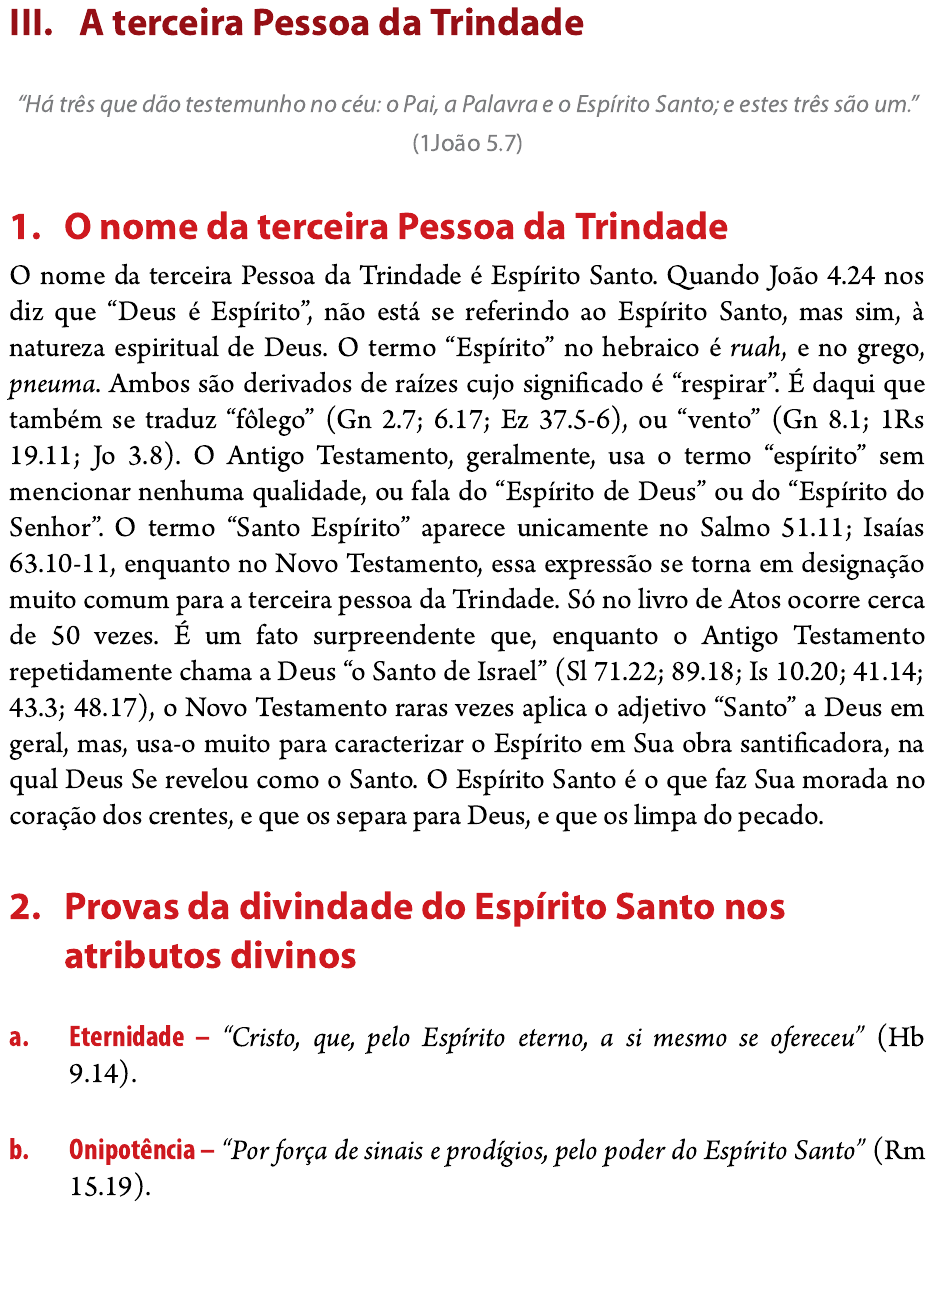 III. A terceira Pessoa da Trindade
“Há três que dão testemunho no céu: o Pai, a Palavra e o Espírito Santo; e estes três são um.”
(1João 5.7)
1. O nome da terceira Pessoa da Trindade
O nome da terceira Pessoa da Trindade é Espírito Santo. Quando João 4.24 nos
diz que “Deus é Espírito”, não está se referindo ao Espírito Santo, mas sim, à
natureza espiritual de Deus. O termo “Espírito” no hebraico é ruah, e no grego,
pneuma. Ambos são derivados de raízes cujo significado é “respirar”. É daqui que
também se traduz “fôlego” (Gn 2.7; 6.17; Ez 37.5-6), ou “vento” (Gn 8.1; 1Rs
19.11; Jo 3.8). O Antigo Testamento, geralmente, usa o termo “espírito” sem
mencionar nenhuma qualidade, ou fala do “Espírito de Deus” ou do “Espírito do
Senhor”. O termo “Santo Espírito” aparece unicamente no Salmo 51.11; Isaías
63.10-11, enquanto no Novo Testamento, essa expressão se torna em designação
muito comum para a terceira pessoa da Trindade. Só no livro de Atos ocorre cerca
de 50 vezes. É um fato surpreendente que, enquanto o Antigo Testamento
repetidamente chama a Deus “o Santo de Israel” (Sl 71.22; 89.18; Is 10.20; 41.14;
43.3; 48.17), o Novo Testamento raras vezes aplica o adjetivo “Santo” a Deus em
geral, mas, usa-o muito para caracterizar o Espírito em Sua obra santificadora, na
qual Deus Se revelou como o Santo. O Espírito Santo é o que faz Sua morada no
coração dos crentes, e que os separa para Deus, e que os limpa do pecado.
2. Provas da divindade do Espírito Santo nos
atributos divinos
a. Eternidade – “Cristo, que, pelo Espírito eterno, a si mesmo se ofereceu” (Hb
9.14).
b. Onipotência – “Por força de sinais e prodígios, pelo poder do Espírito Santo” (Rm
15.19).